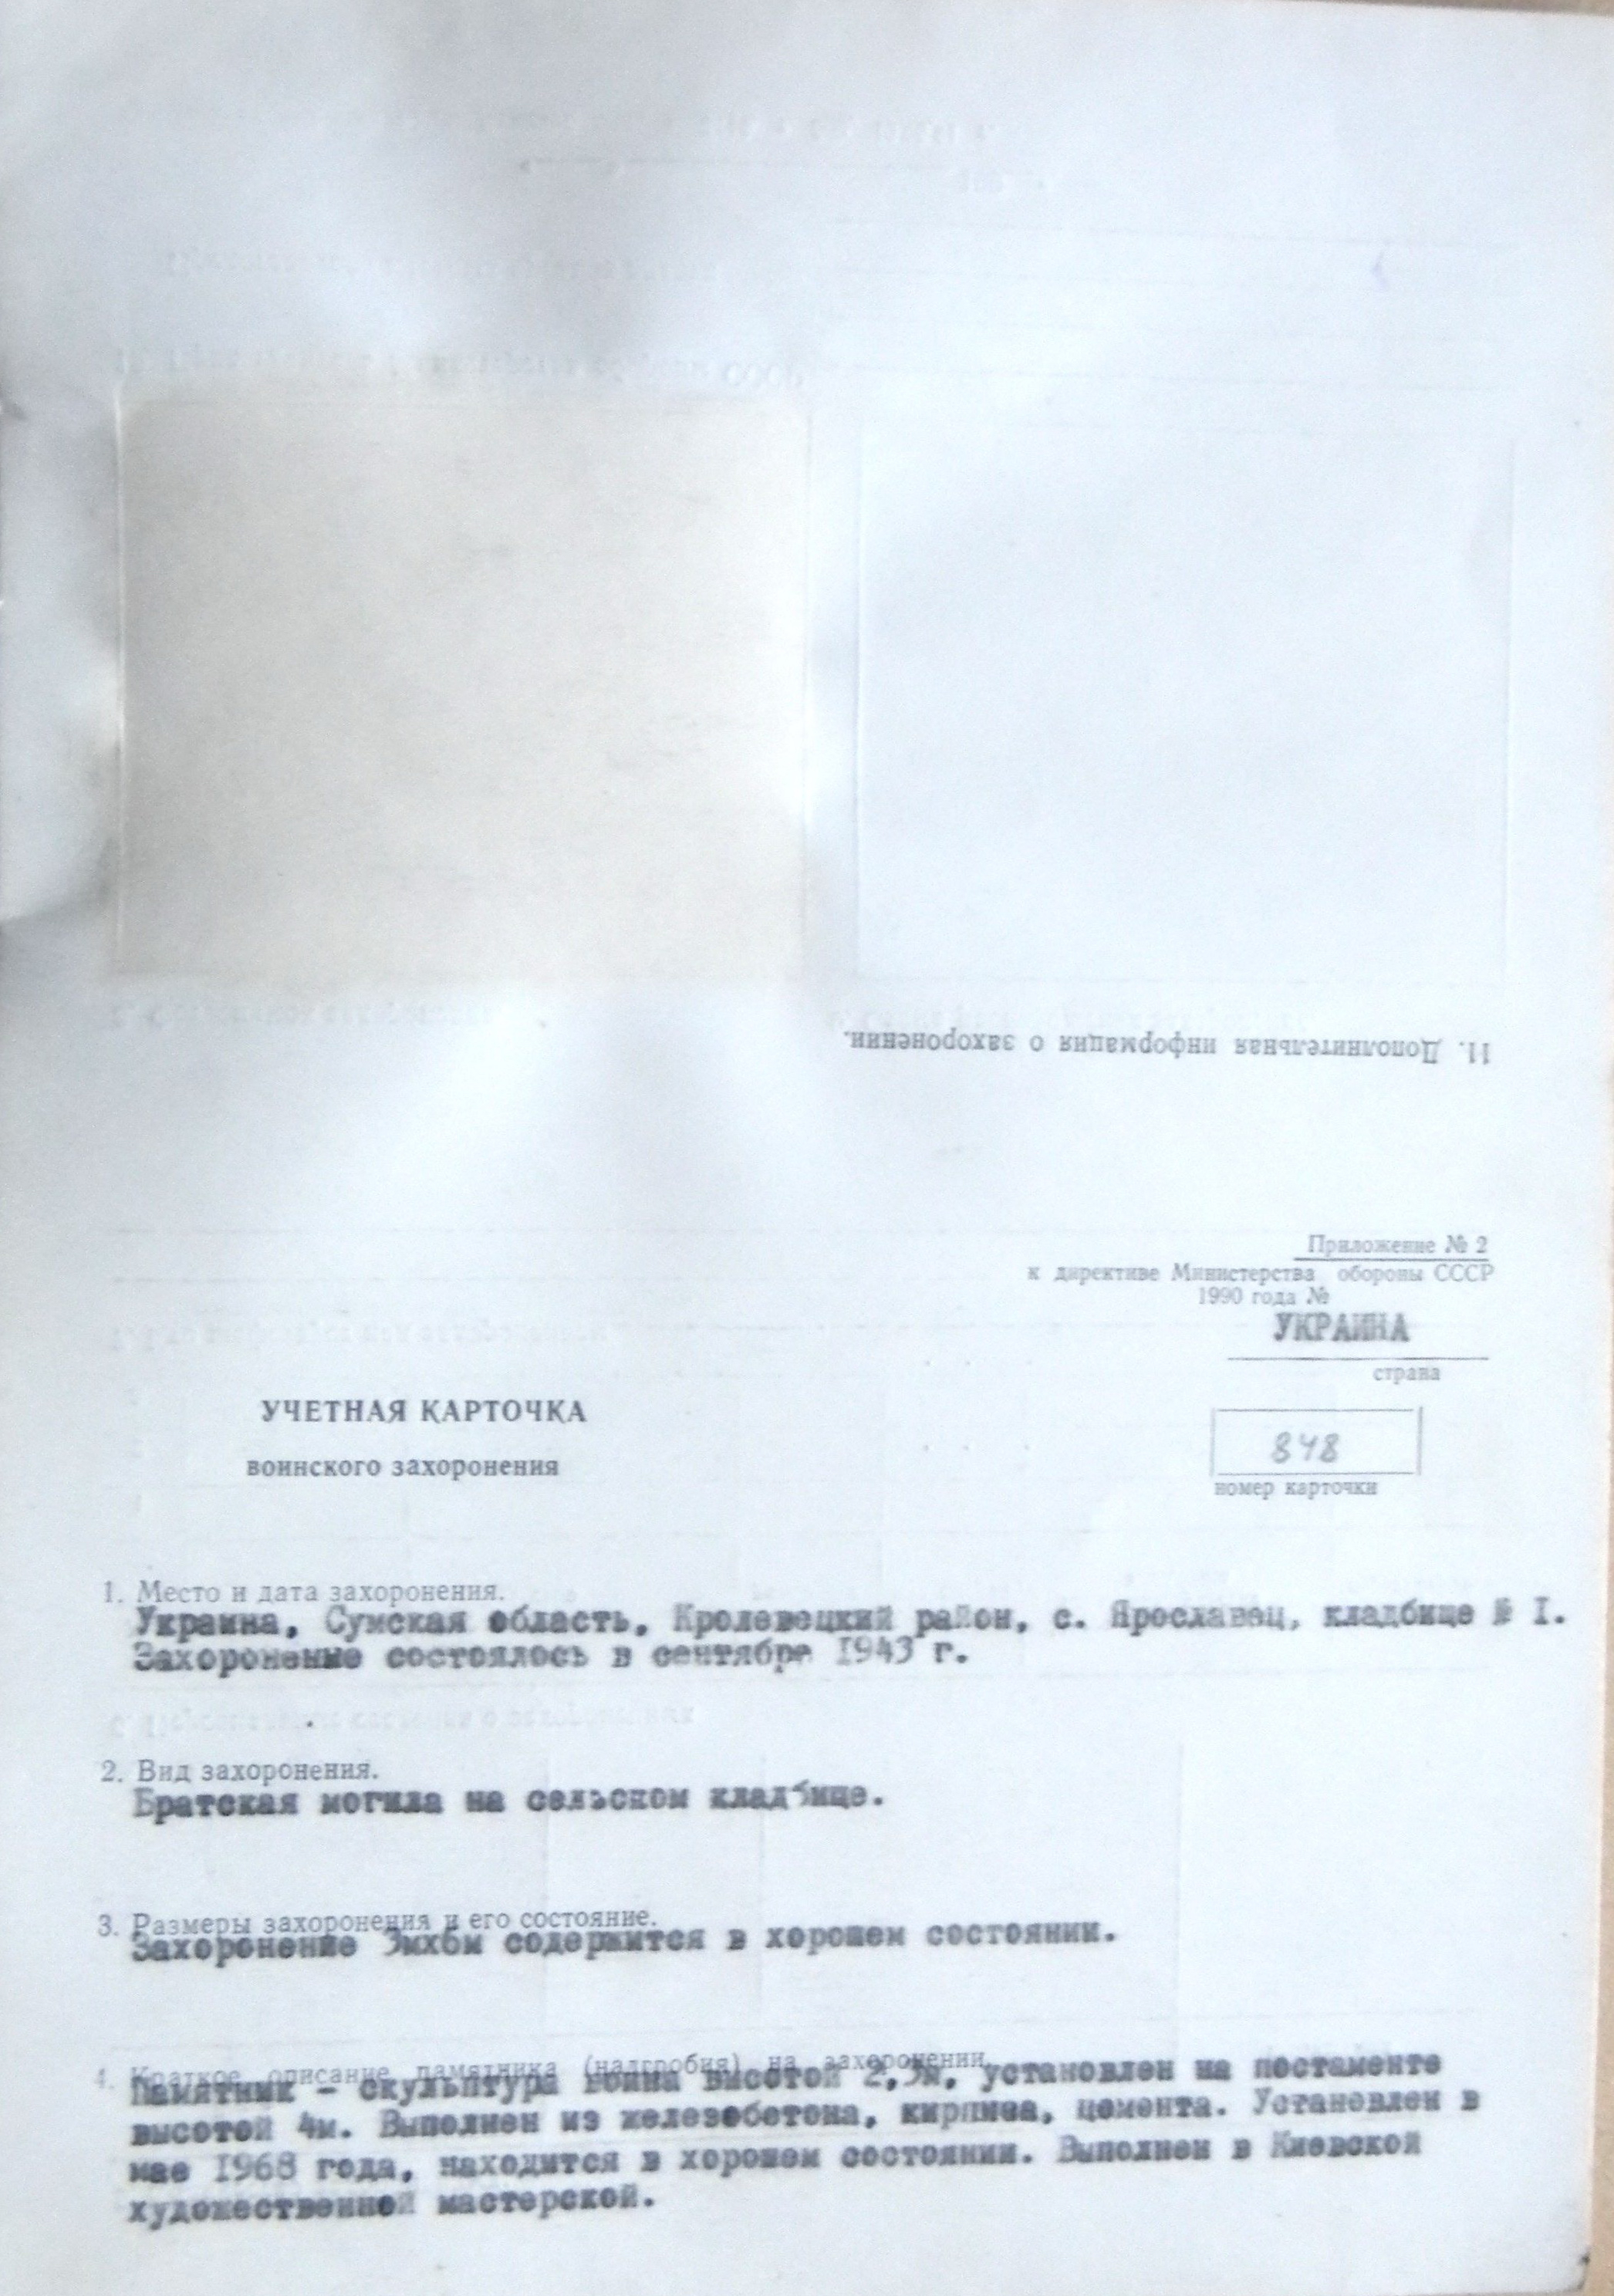 11. Дополнительная информация о захоронении.
Приложение № 2
к директиве Министерства обороны СССР
1990 года №
УКРАИНА
страна
УЧЕТНАЯ КАРТОЧКА
воинского захоронения
848
номер карточки
1. Место и дата захоронения.
Украина, Сумская область, Кролевецкий район, с. Ярославец, кладбище № I.
Захоронение состоялось в сентябре 1943 г.
2. Вид захоронения.
Братская могила на сельском кладбище.
3. Размеры захоронения и его состояние.
Захоронение содержится в хорошем состоянии.
4. Краткое описание памятника (надгробия) на захоронении
Памятник – скульптура воина высотой установлен на постаменте
высотой 4м. Выполнен из железобетона, кирпича, цемента. Установлен в
мае 1968 года, находится в хорошем состоянии. Выполнен в Киевской
художественной мастерской.